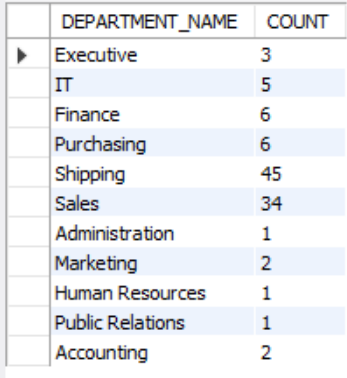 DEPARTMENT_NAME COUNT
Executive 3
IT 5
Finance 6
Purchasing 6
Shipping 45
Sales 34
Administration 1
Marketing 2
Human Resources 1
Public Relations 1
Accounting 2